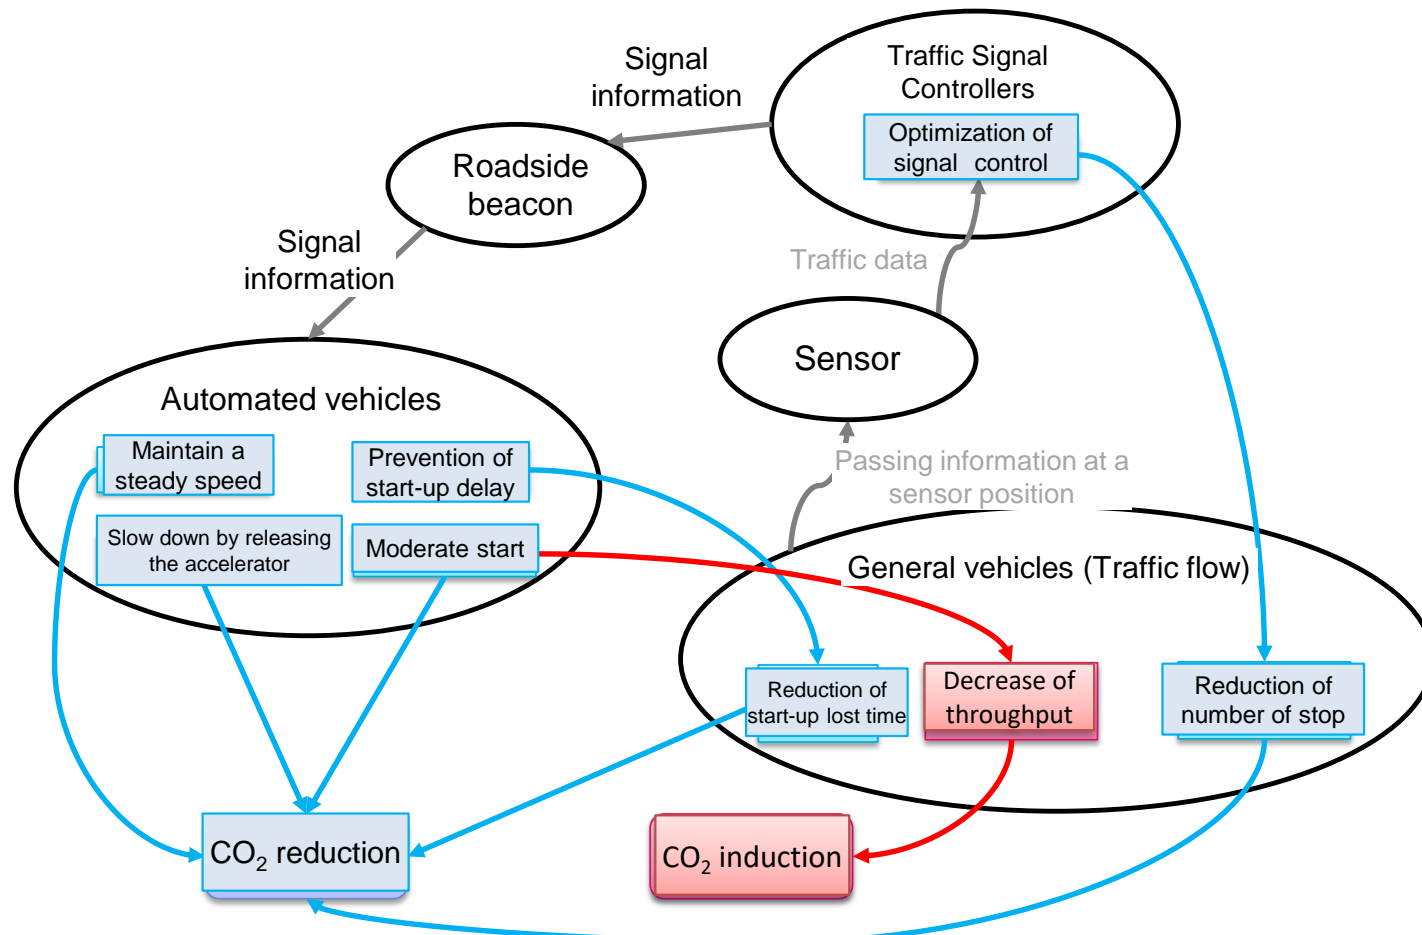 Traffic Signal
Controllers
Optimization of
signal control
Signal
information
Roadside
beacon
Signal
information
Traffic data
Sensor
Passing information at a
sensor position
Automated vehicles
Maintain a
steady speed
Prevention of
start-up delay
Slow down by releasing
the accelerator
Moderate start
General vehicles (Traffic flow)
Reduction of
start-up lost time
Decrease of
throughput
Reduction of
number of stop
CO₂ reduction
CO₂ induction